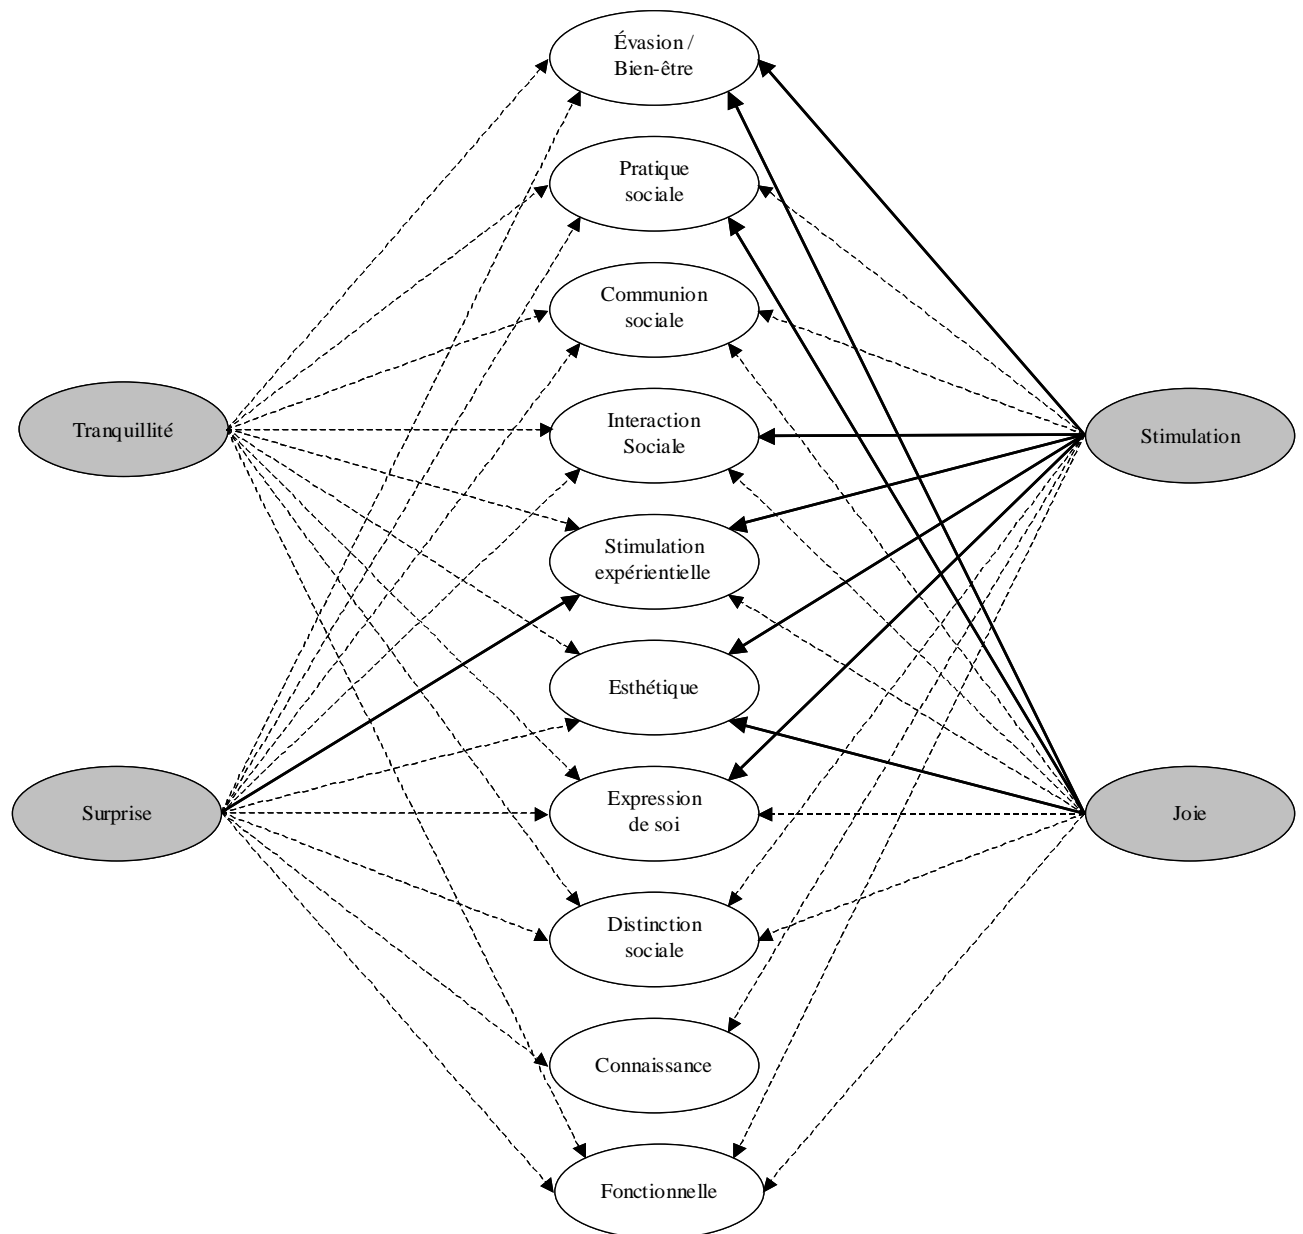 Évasion /
Bien-être
Pratique
sociale
Communion
sociale
Interaction
Sociale
Tranquillité
Stimulation
Stimulation
expérientielle
Esthétique
Expression
de soi
Surprise
Joie
Distinction
sociale
Connaissance
Fonctionnelle